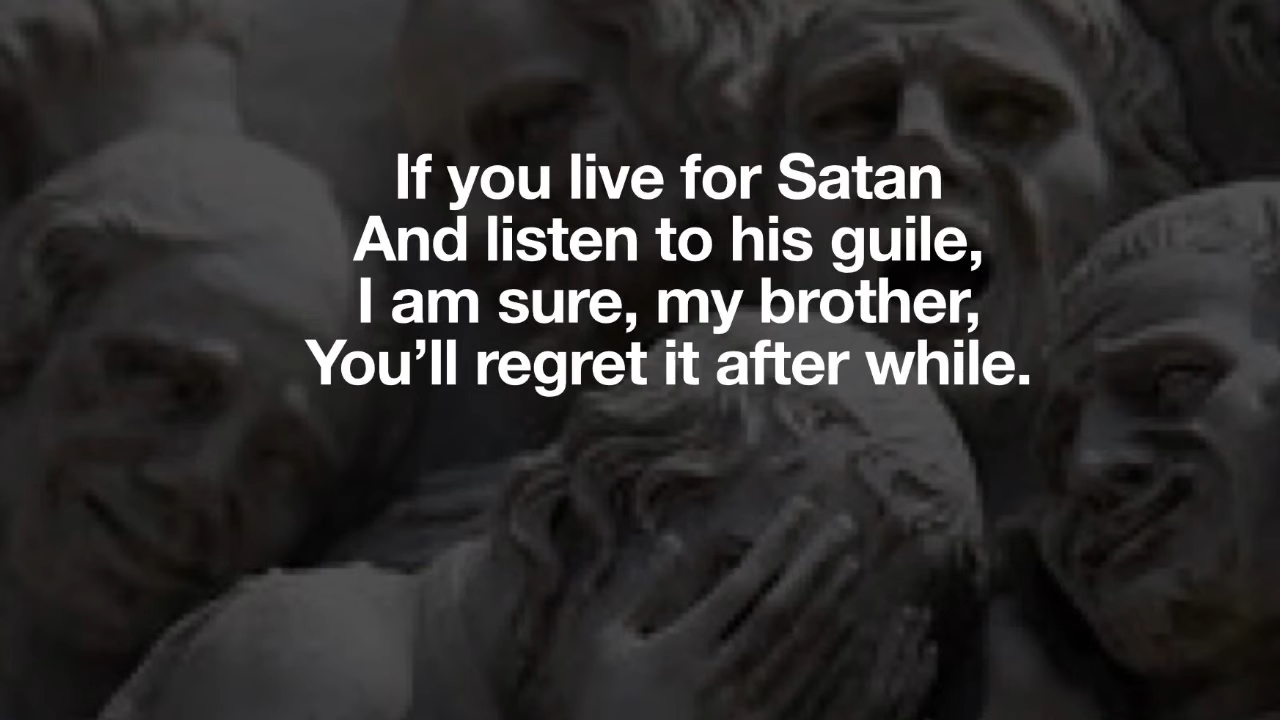 If you live for Satan
And listen to his guile,
I am sure, my brother,
You’ll regret it after while.